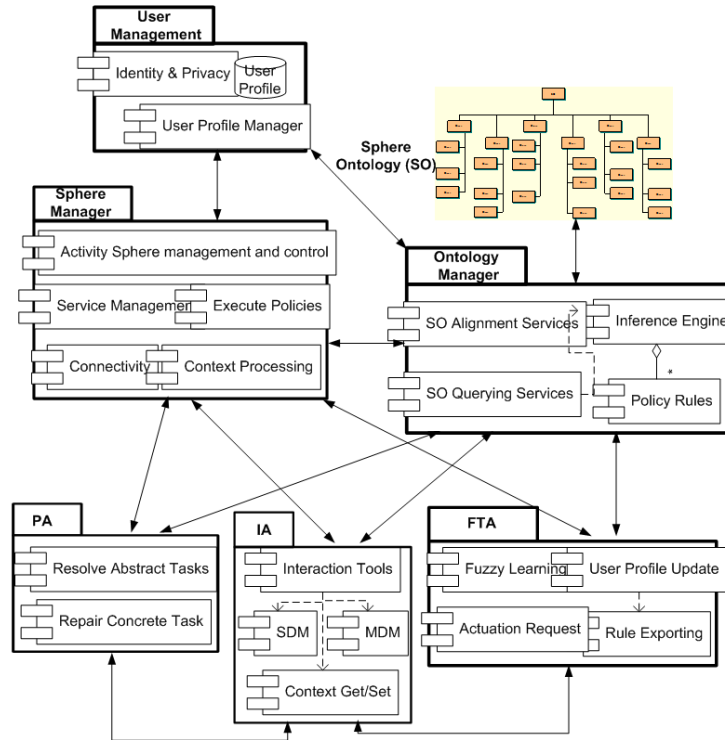 User
Management
Identity & Privacy
User
Profile
User Profile Manager
Sphere
Ontology (SO)
Sphere
Manager
Activity Sphere management and control
Service Management
Execute Policies
Connectivity
Context Processing
Ontology
Manager
SO Alignment Services
Inference Engine
SO Querying Services
*
Policy Rules
PA
Resolve Abstract Tasks
Repair Concrete Task
IA
Interaction Tools
SDM
MDM
Context Get/Set
FTA
Fuzzy Learning
User Profile Update
Actuation Request
Rule Exporting